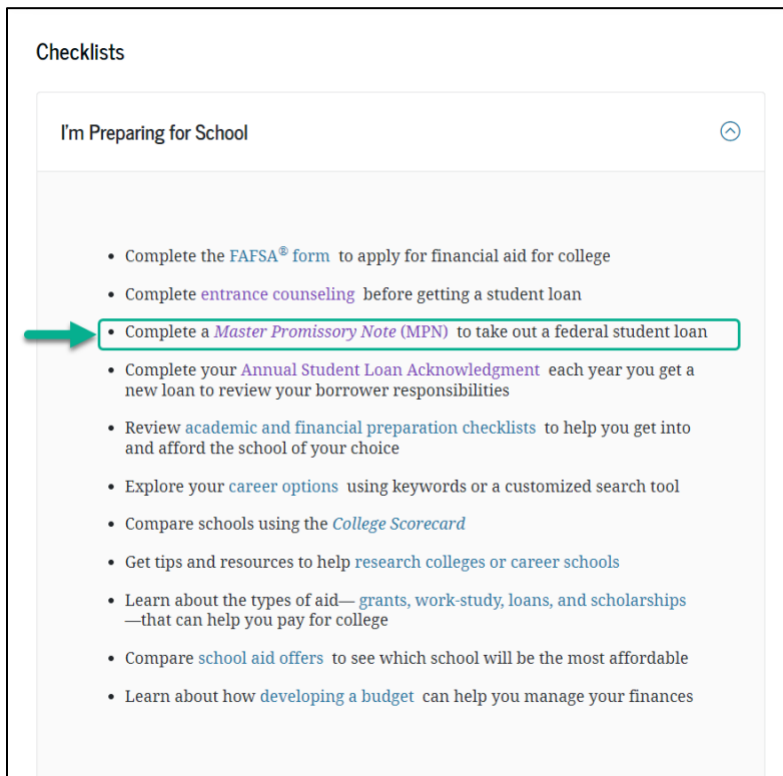 Checklists
I'm Preparing for School
• Complete the FAFSA® form to apply for financial aid for college
• Complete entrance counseling before getting a student loan
• Complete a Master Promissory Note (MPN) to take out a federal student loan
• Complete your Annual Student Loan Acknowledgment each year you get a
new loan to review your borrower responsibilities
• Review academic and financial preparation checklists to help you get into
and afford the school of your choice
• Explore your career options using keywords or a customized search tool
• Compare schools using the College Scorecard
• Get tips and resources to help research colleges or career schools
• Learn about the types of aid— grants, work-study, loans, and scholarships
—that can help you pay for college
• Compare school aid offers to see which school will be the most affordable
• Learn about how developing a budget can help you manage your finances